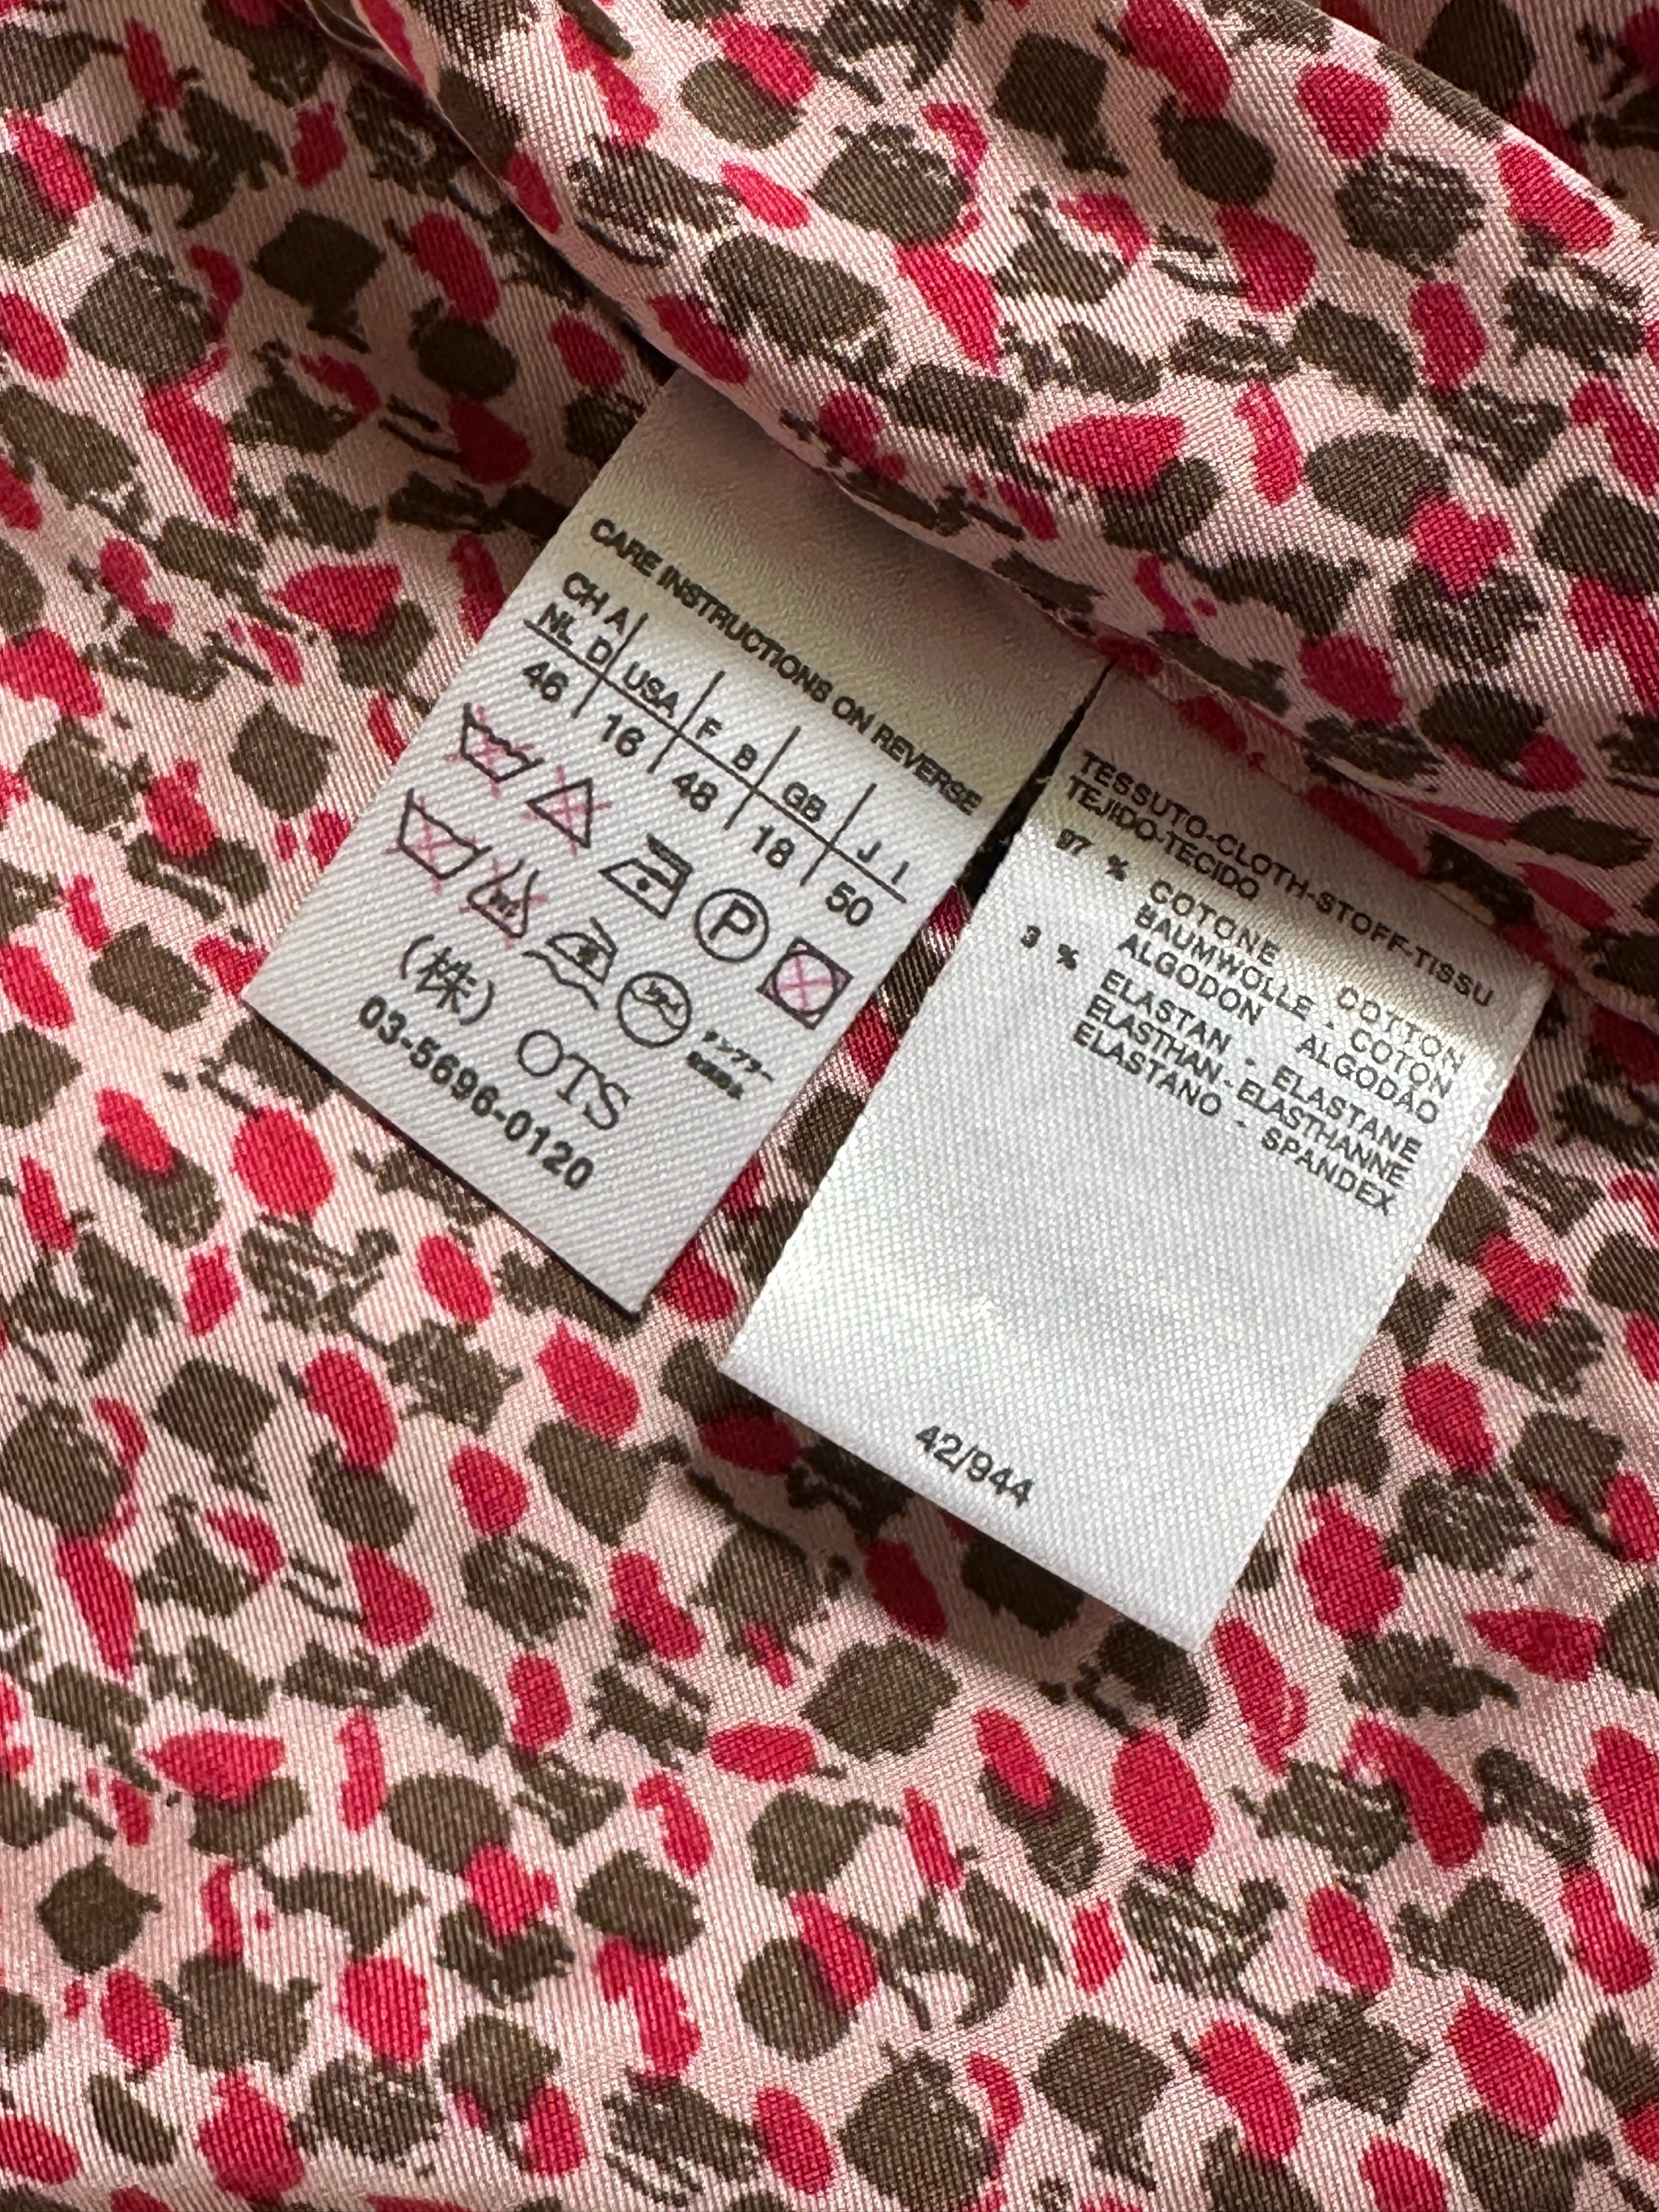 CARE INSTRUCTIONS ON REVERSE
CH A
NL D USA F B GB J I
46 16 48 18 50
P
(株) OTS
03-5696-0120
TESSUTO-CLOTH-STOFF-TISSU
TEJIDO-TECIDO
97 % COTONE - COTTON
BAUMWOLLE - COTON
ALGODON ALGODÃO
3 % ELASTAN - ELASTANE
ELASTHAN - ELASTHANNE
ELASTANO - SPANDEX
42/944